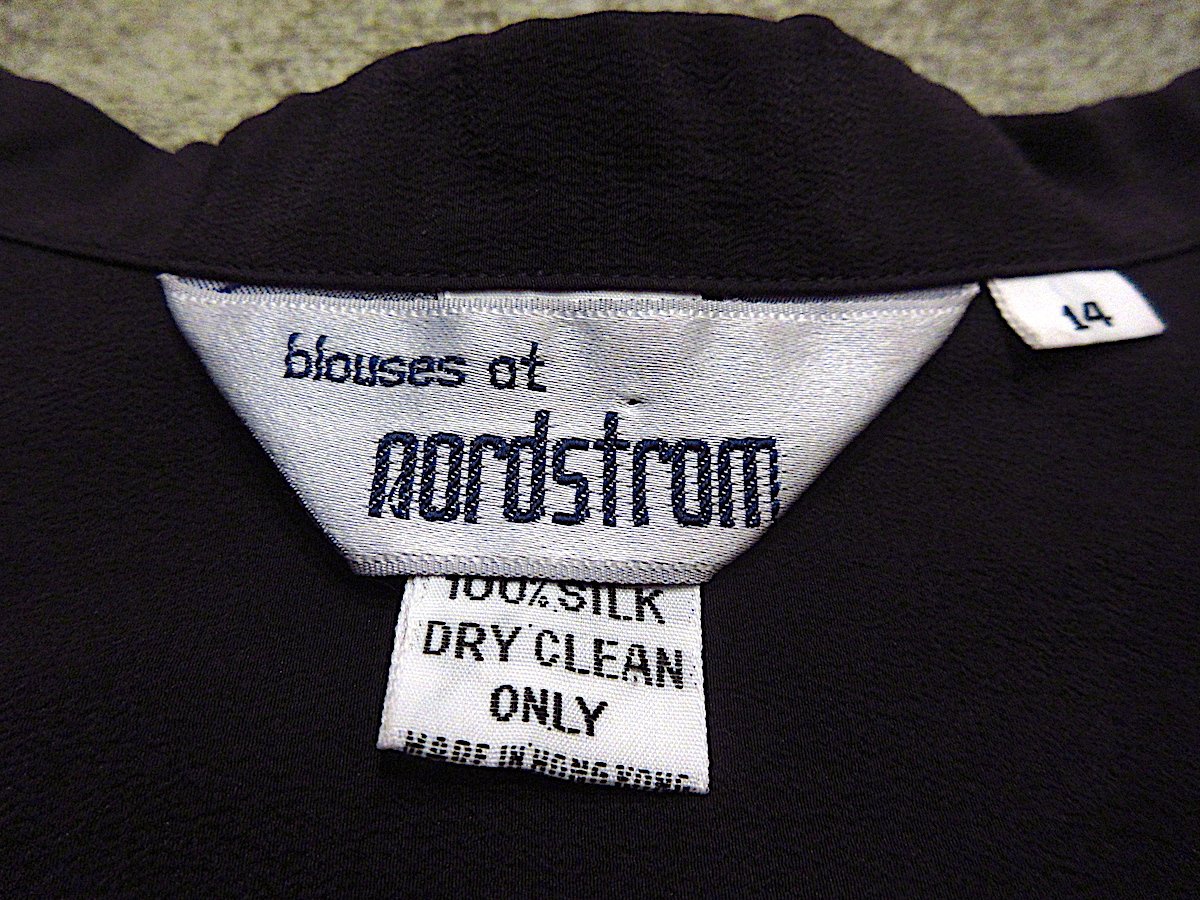 blouses at
nordstrom
14
100% SILK
DRY CLEAN
ONLY
MADE IN HONG KONG